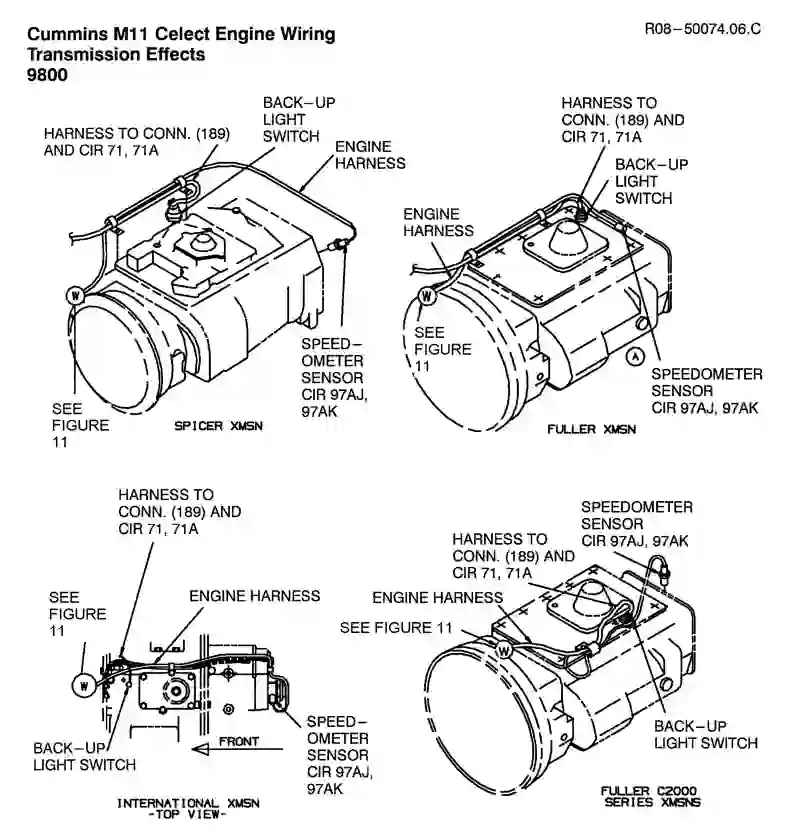 Cummins M11 Celect Engine Wiring
Transmission Effects
9800
R08-50074.06.C
HARNESS TO CONN. (189)
AND CIR 71, 71A
BACK-UP
LIGHT
SWITCH
ENGINE
HARNESS
W
SPEED-
OMETER
SENSOR
CIR 97AJ,
97AK
SEE
FIGURE
11
SPICER XMSN
HARNESS TO
CONN. (189) AND
CIR 71, 71A
BACK-UP
LIGHT
SWITCH
ENGINE
HARNESS
W
SEE
FIGURE
11
A
SPEEDOMETER
SENSOR
CIR 97AJ, 97AK
FULLER XMSN
HARNESS TO
CONN. (189) AND
CIR 71, 71A
SEE
FIGURE
11
ENGINE HARNESS
W
BACK-UP
LIGHT SWITCH
FRONT
SPEED-
OMETER
SENSOR
CIR 97AJ,
97AK
INTERNATIONAL XMSN
-TOP VIEW-
SPEEDOMETER
SENSOR
CIR 97AJ, 97AK
HARNESS TO
CONN. (189) AND
CIR 71, 71A
ENGINE HARNESS
SEE FIGURE 11
W
BACK-UP
LIGHT SWITCH
FULLER C2000
SERIES XMSNS